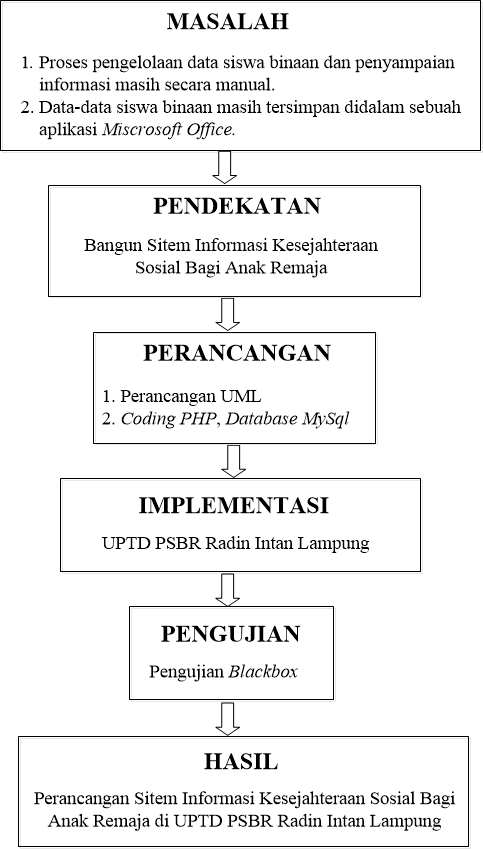 MASALAH
1. Proses pengelolaan data siswa binaan dan penyampaian
informasi masih secara manual.
2. Data-data siswa binaan masih tersimpan didalam sebuah
aplikasi Miscrosoft Office.
PENDEKATAN
Bangun Sitem Informasi Kesejahteraan
Sosial Bagi Anak Remaja
PERANCANGAN
1. Perancangan UML
2. Coding PHP, Database MySql
IMPLEMENTASI
UPTD PSBR Radin Intan Lampung
PENGUJIAN
Pengujian Blackbox
HASIL
Perancangan Sitem Informasi Kesejahteraan Sosial Bagi
Anak Remaja di UPTD PSBR Radin Intan Lampung